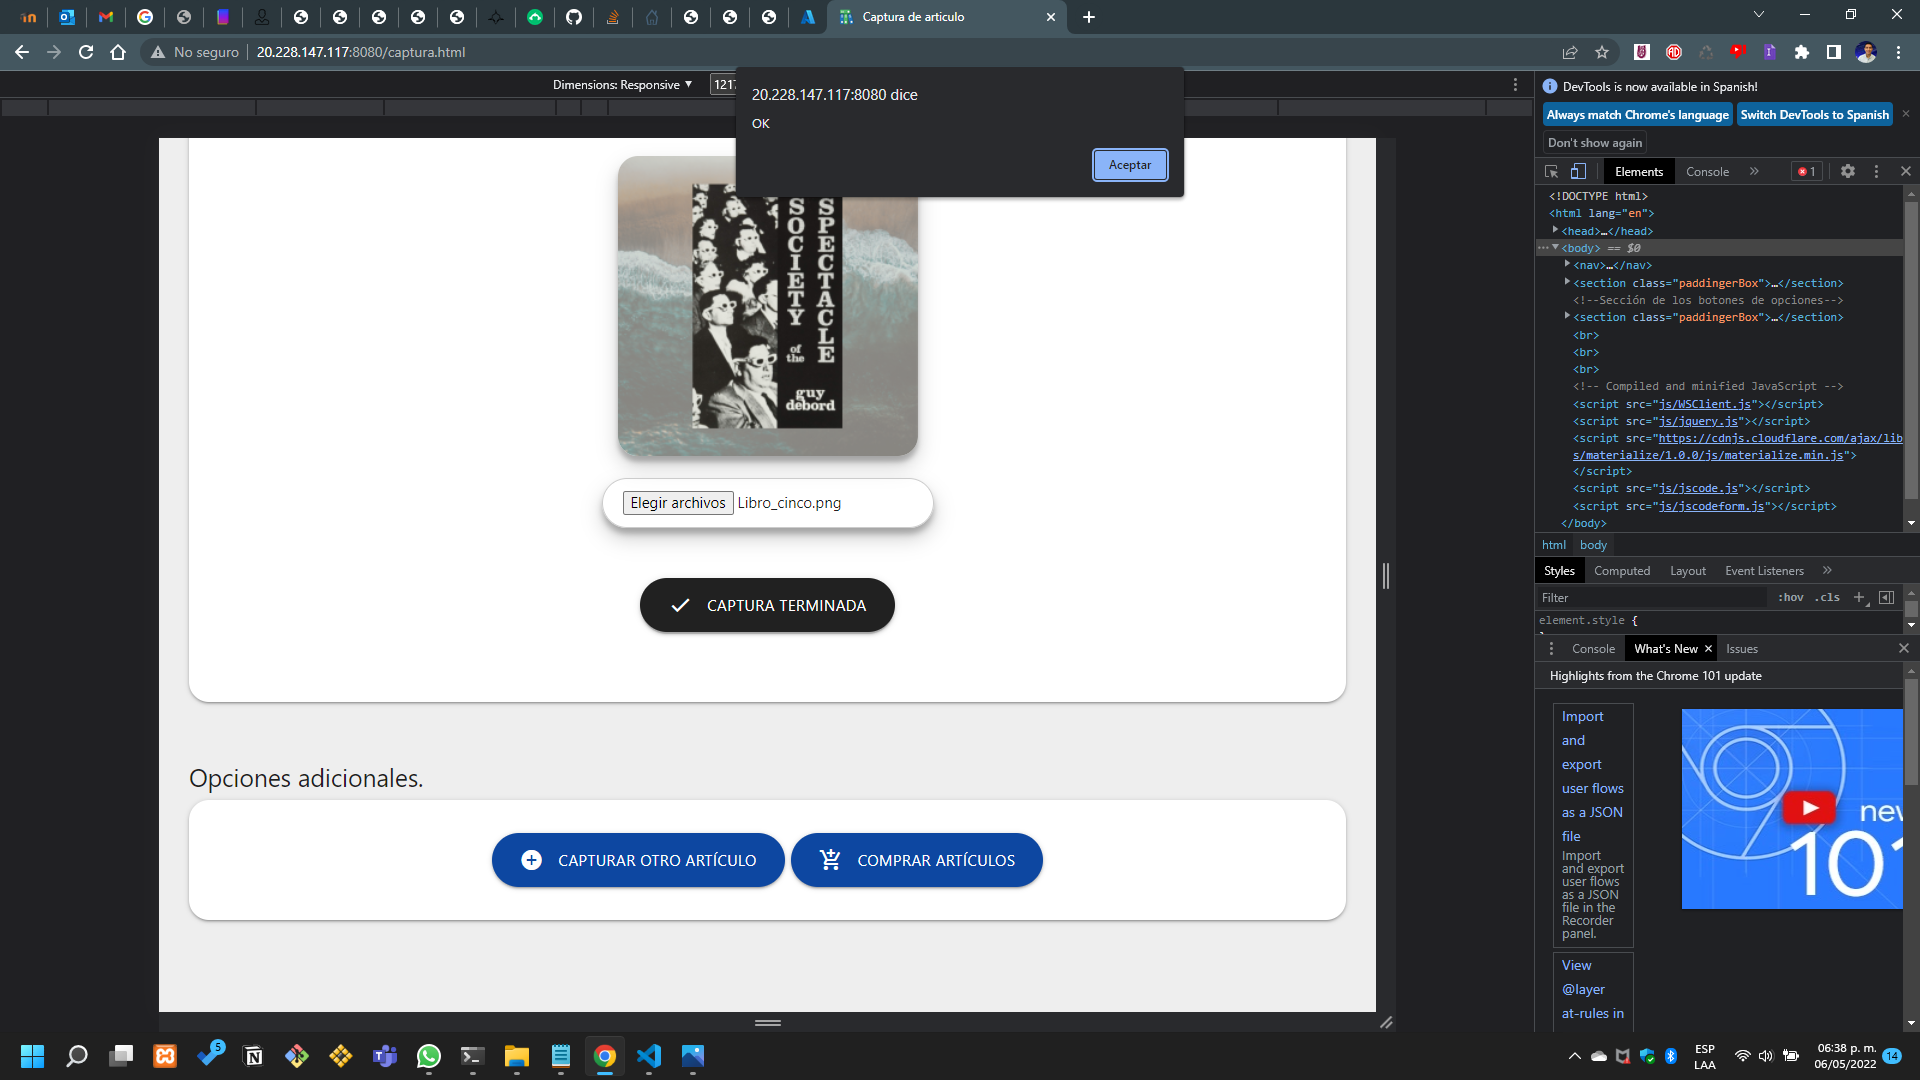 Captura de articulo
No seguro
20.228.147.117:8080/captura.html
Dimensions: Responsive ▼
1217
20.228.147.117:8080 dice
OK
Aceptar
SOCIETY
of the
SPECTACLE
guy
debord
Elegir archivos Libro_cinco.png
CAPTURA TERMINADA
Opciones adicionales.
CAPTURAR OTRO ARTÍCULO
COMPRAR ARTÍCULOS
DevTools is now available in Spanish!
Always match Chrome's language
Switch DevTools to Spanish
Don't show again
Elements
Console
1
<!DOCTYPE html>
<html lang="en">
<head>…</head>
<body> == $0
<nav>…</nav>
<section class="paddingerBox">…</section>
<!--Sección de los botones de opciones-->
<section class="paddingerBox">…</section>
<br>
<br>
<br>
<!-- Compiled and minified JavaScript -->
<script src="js/WSClient.js"></script>
<script src="js/jquery.js"></script>
<script src="https://cdnjs.cloudflare.com/ajax/lib
s/materialize/1.0.0/js/materialize.min.js">
</script>
<script src="js/jscode.js"></script>
<script src="js/jscodeform.js"></script>
</body>
html
body
Styles
Computed
Layout
Event Listeners
Filter
:hov
.cls
element.style {
Console
What's New
Issues
Highlights from the Chrome 101 update
Import
and
export
user flows
as a JSON
file
Import
and export
user flows
as a JSON
file in the
Recorder
panel.
new
101
View
@layer
at-rules in
5
ESP
LAA
06:38 p. m.
06/05/2022
14